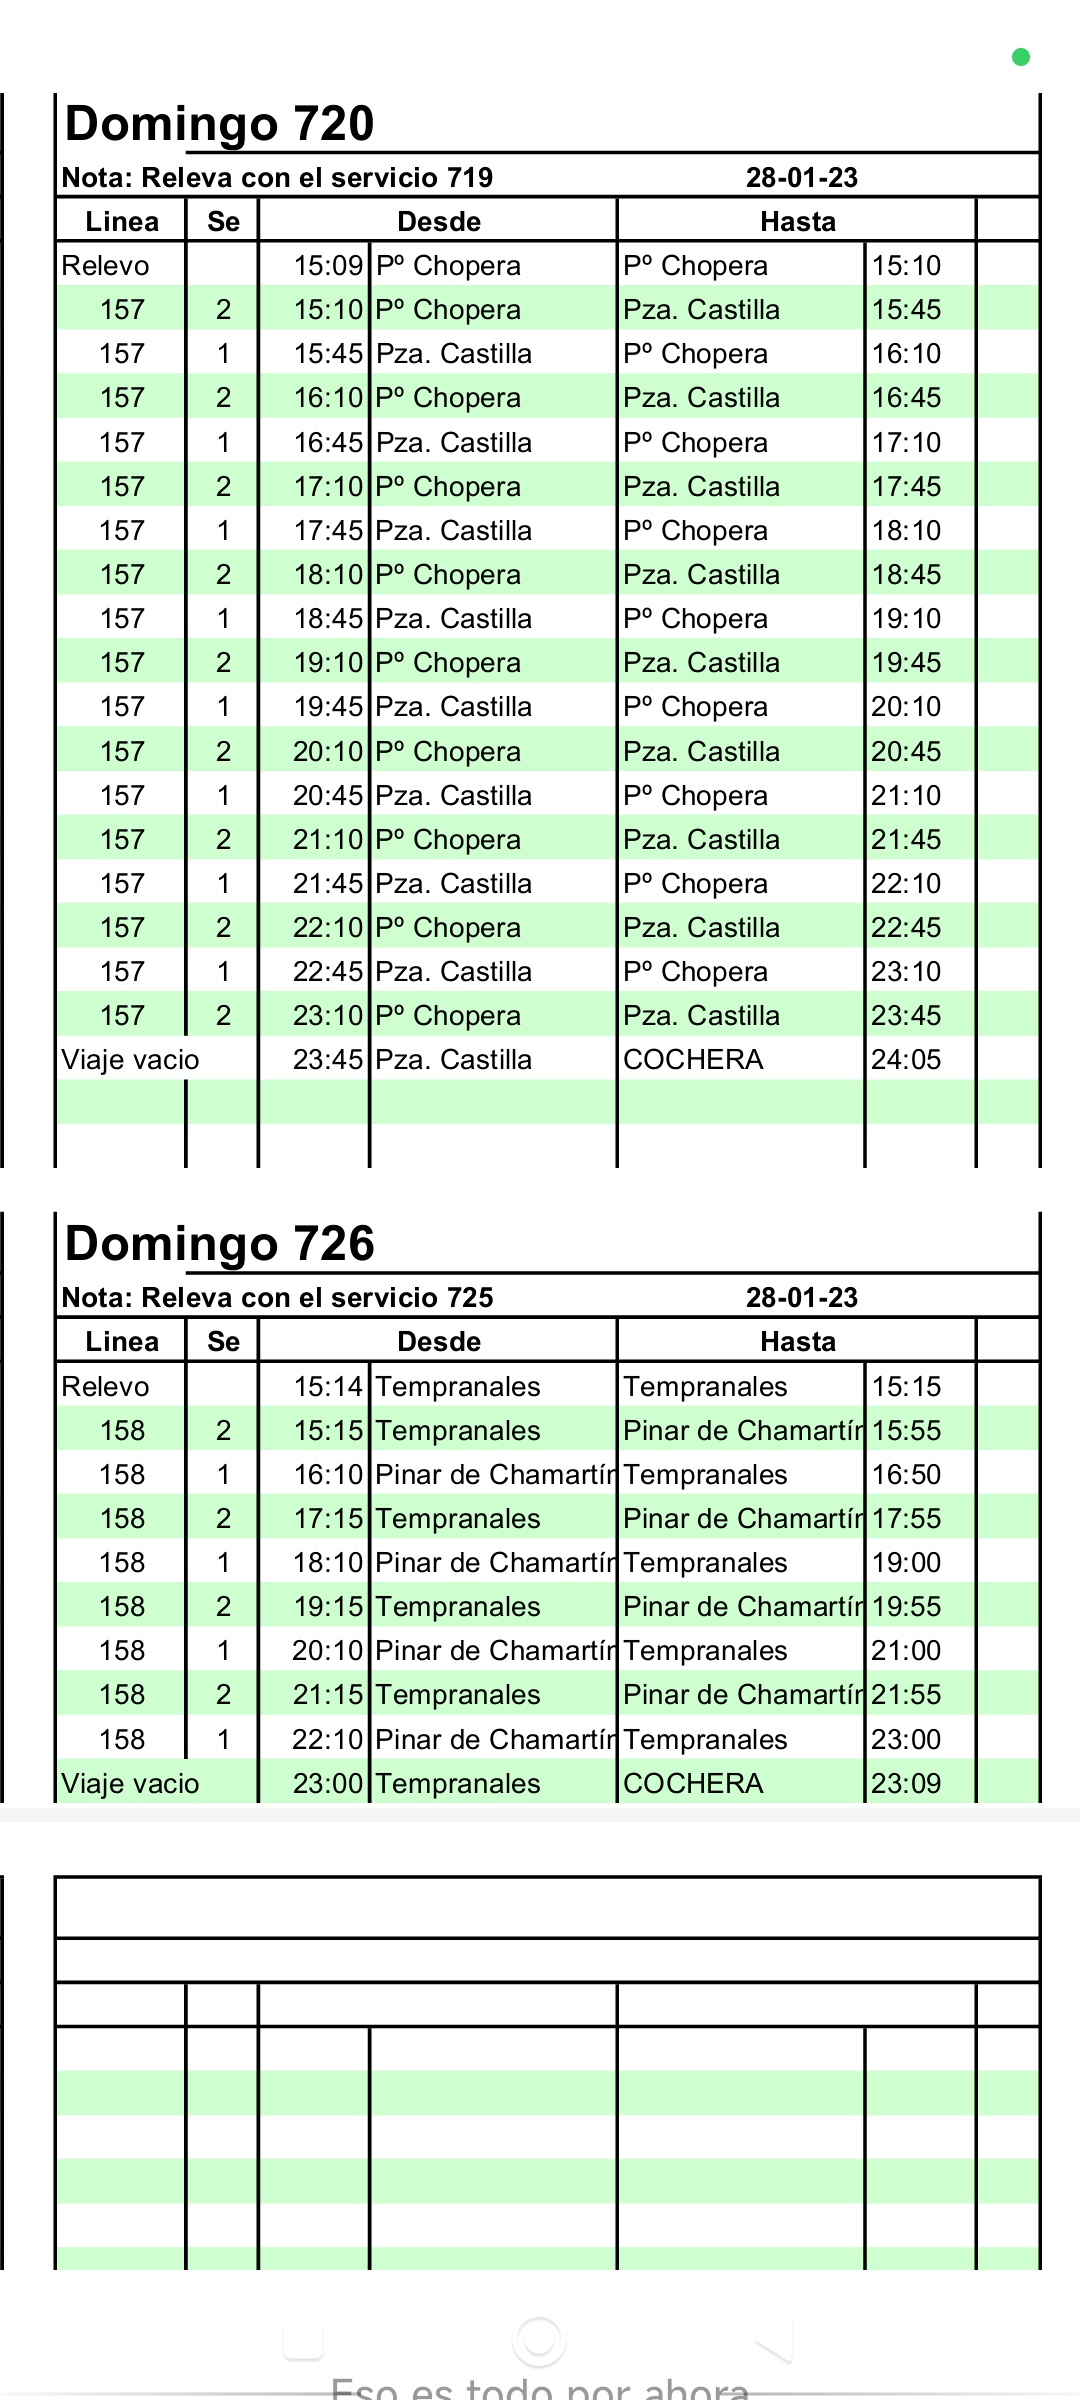 Domingo 720
Nota: Releva con el servicio 719 28-01-23
Linea Se Desde Hasta
Relevo 15:09 Pº Chopera Pº Chopera 15:10
157 2 15:10 Pº Chopera Pza. Castilla 15:45
157 1 15:45 Pza. Castilla Pº Chopera 16:10
157 2 16:10 Pº Chopera Pza. Castilla 16:45
157 1 16:45 Pza. Castilla Pº Chopera 17:10
157 2 17:10 Pº Chopera Pza. Castilla 17:45
157 1 17:45 Pza. Castilla Pº Chopera 18:10
157 2 18:10 Pº Chopera Pza. Castilla 18:45
157 1 18:45 Pza. Castilla Pº Chopera 19:10
157 2 19:10 Pº Chopera Pza. Castilla 19:45
157 1 19:45 Pza. Castilla Pº Chopera 20:10
157 2 20:10 Pº Chopera Pza. Castilla 20:45
157 1 20:45 Pza. Castilla Pº Chopera 21:10
157 2 21:10 Pº Chopera Pza. Castilla 21:45
157 1 21:45 Pza. Castilla Pº Chopera 22:10
157 2 22:10 Pº Chopera Pza. Castilla 22:45
157 1 22:45 Pza. Castilla Pº Chopera 23:10
157 2 23:10 Pº Chopera Pza. Castilla 23:45
Viaje vacio 23:45 Pza. Castilla COCHERA 24:05
Domingo 726
Nota: Releva con el servicio 725 28-01-23
Linea Se Desde Hasta
Relevo 15:14 Tempranales Tempranales 15:15
158 2 15:15 Tempranales Pinar de Chamartín 15:55
158 1 16:10 Pinar de Chamartín Tempranales 16:50
158 2 17:15 Tempranales Pinar de Chamartín 17:55
158 1 18:10 Pinar de Chamartín Tempranales 19:00
158 2 19:15 Tempranales Pinar de Chamartín 19:55
158 1 20:10 Pinar de Chamartín Tempranales 21:00
158 2 21:15 Tempranales Pinar de Chamartín 21:55
158 1 22:10 Pinar de Chamartín Tempranales 23:00
Viaje vacio 23:00 Tempranales COCHERA 23:09
Eso es todo por ahora